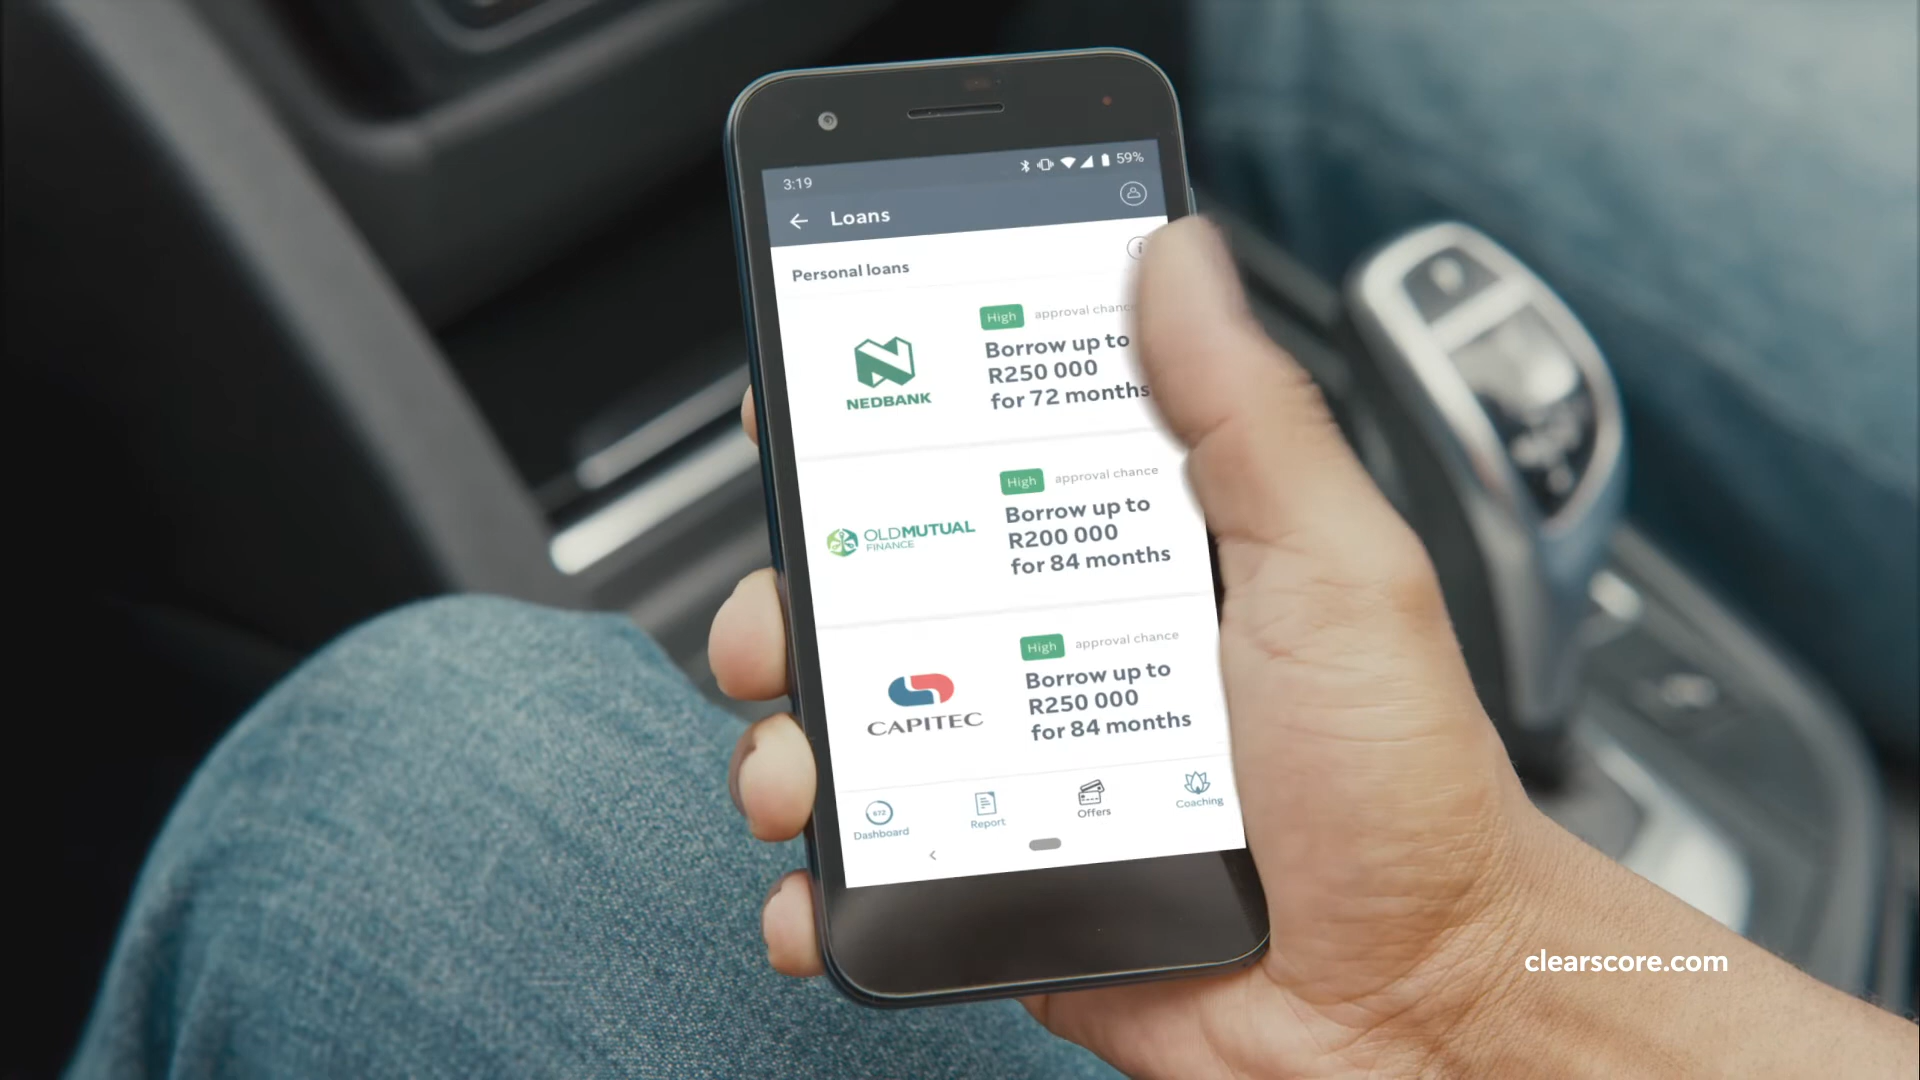 3:19
59%
Loans
Personal loans
High approval chance
Borrow up to
R250 000
for 72 months
NEDBANK
High approval chance
Borrow up to
R200 000
for 84 months
OLDMUTUAL
FINANCE
High approval chance
Borrow up to
R250 000
for 84 months
CAPITEC
672
Dashboard
Report
Offers
Coaching
clearscore.com